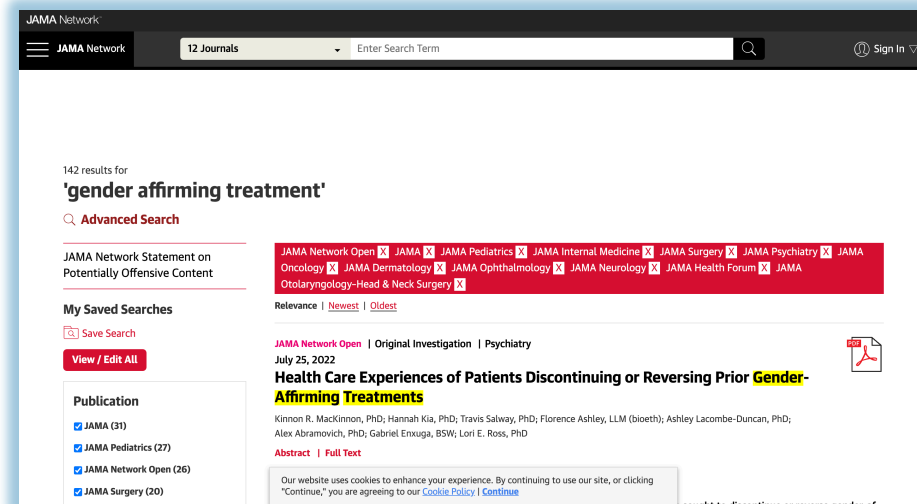 JAMA Network
JAMA Network
12 Journals
Enter Search Term
Sign In
142 results for
'gender affirming treatment'
Advanced Search
JAMA Network Statement on
Potentially Offensive Content
My Saved Searches
Save Search
View / Edit All
Publication
JAMA (31)
JAMA Pediatrics (27)
JAMA Network Open (26)
JAMA Surgery (20)
JAMA Network Open X JAMA X JAMA Pediatrics X JAMA Internal Medicine X JAMA Surgery X JAMA Psychiatry X JAMA
Oncology X JAMA Dermatology X JAMA Ophthalmology X JAMA Neurology X JAMA Health Forum X JAMA
Otolaryngology–Head & Neck Surgery X
Relevance | Newest | Oldest
JAMA Network Open | Original Investigation | Psychiatry
PDF
July 25, 2022
Health Care Experiences of Patients Discontinuing or Reversing Prior Gender-
Affirming Treatments
Kinnon R. MacKinnon, PhD; Hannah Kia, PhD; Travis Salway, PhD; Florence Ashley, LLM (bioeth); Ashley Lacombe-Duncan, PhD;
Alex Abramovich, PhD; Gabriel Enxuga, BSW; Lori E. Ross, PhD
Abstract | Full Text
Our website uses cookies to enhance your experience. By continuing to use our site, or clicking
"Continue," you are agreeing to our Cookie Policy | Continue